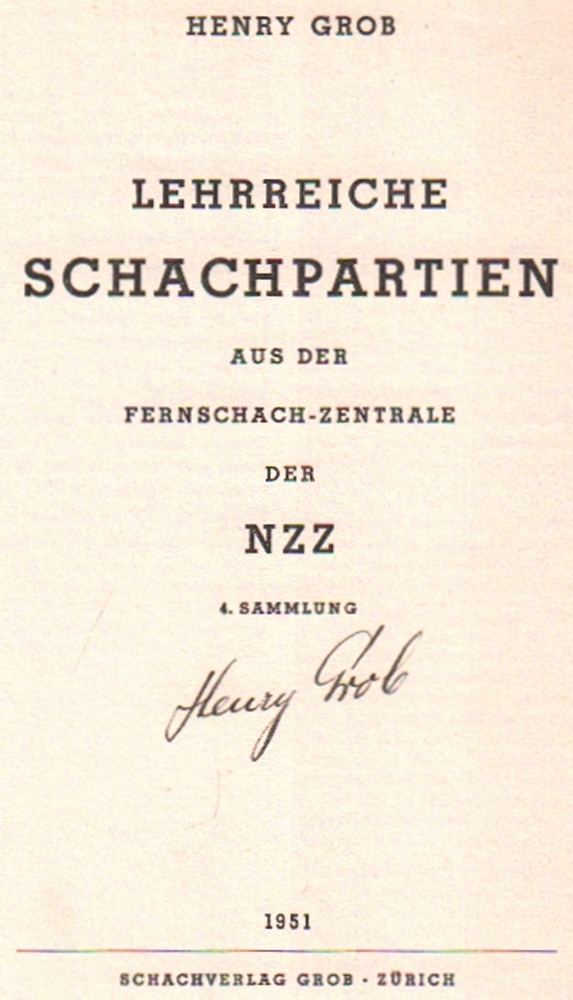 HENRY GROB
LEHRREICHE
SCHACHPARTIEN
AUS DER
FERNSCHACH-ZENTRALE
DER
NZZ
4. SAMMLUNG
Henry Grob
1951
SCHACHVERLAG GROB · ZÜRICH